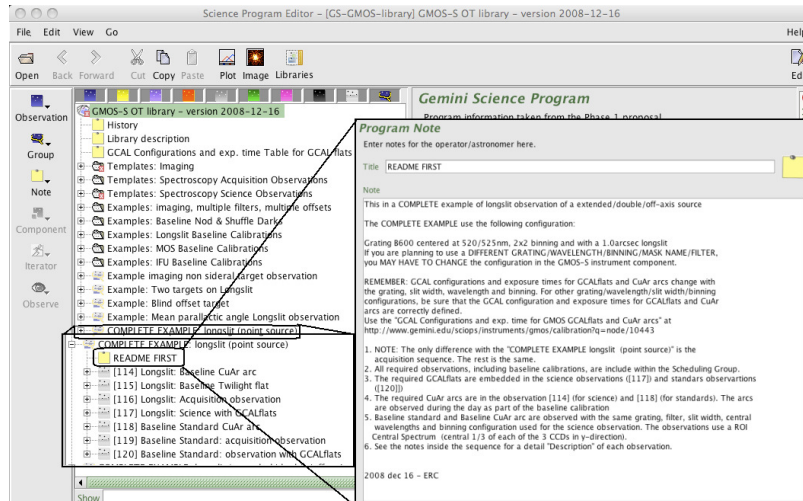 Science Program Editor - [GS-GMOS-library] GMOS-S OT library - version 2008-12-16
File Edit View Go Help
Open Back Forward Cut Copy Paste Plot Image Libraries Ed
Observation
Group
Note
Component
Iterator
Observe
GMOS-S OT library - version 2008-12-16
History
Library description
GCAL Configurations and exp. time Table for GCAL flats
Templates: Imaging
Templates: Spectroscopy Acquisition Observations
Templates: Spectroscopy Science Observations
Examples: imaging, multiple filters, multiple offsets
Examples: Baseline Nod & Shuffle Darks
Examples: Longslit Baseline Calibrations
Examples: MOS Baseline Calibrations
Examples: IFU Baseline Calibrations
Example imaging non sideral target observation
Example: Two targets on Longslit
Example: Blind offset target
Example: Mean parallactic angle Longslit observation
COMPLETE EXAMPLE: longslit (point source)
COMPLETE EXAMPLE: longslit (point source)
README FIRST
[114] Longslit: Baseline CuAr arc
[115] Longslit: Baseline Twilight flat
[116] Longslit: Acquisition observation
[117] Longslit: Science with GCALflats
[118] Baseline Standard CuAr arc
[119] Baseline Standard: acquisition observation
[120] Baseline Standard: observation with GCALflats
Show
Gemini Science Program
Program information taken from the Phase 1 proposal
Program Note
Enter notes for the operator/astronomer here.
Title README FIRST
Note
This in a COMPLETE example of longslit observation of a extended/double/off-axis source
The COMPLETE EXAMPLE use the following configuration:
Grating B600 centered at 520/525nm, 2x2 binning and with a 1.0arcsec longslit
If you are planning to use a DIFFERENT GRATING/WAVELENGTH/BINNING/MASK NAME/FILTER,
you MAY HAVE TO CHANGE the configuration in the GMOS-S instrument component.
REMEMBER: GCAL configurations and exposure times for GCALflats and CuAr arcs change with
the grating, slit width, wavelength and binning. For other grating/wavelength/slit width/binning
configurations, be sure that the GCAL configuration and exposure times for GCALflats and CuAr
arcs are correctly defined.
Use the "GCAL Configurations and exp. time for GMOS GCALflats and CuAr arcs" at
http://www.gemini.edu/sciops/instruments/gmos/calibration?q=node/10443
1. NOTE: The only difference with the "COMPLETE EXAMPLE longslit (point source)" is the
acquisition sequence. The rest is the same.
2. All required observations, including baseline calibrations, are include within the Scheduling Group.
3. The required GCALflats are embedded in the science observations ([117]) and standars observartions
([120]])
4. The required CuAr arcs are in the observation [114] (for science) and [118] (for standards). The arcs
are observed during the day as part of the baseline calibration
5. Baseline standard and Baseline CuAr arc are observed with the same grating, filter, slit width, central
wavelengths and binning configuration used for the science observation. The observations use a ROI
Central Spectrum (central 1/3 of each of the 3 CCDs in y-direction).
6. See the notes inside the sequence for a detail "Description" of each observation.
2008 dec 16 - ERC